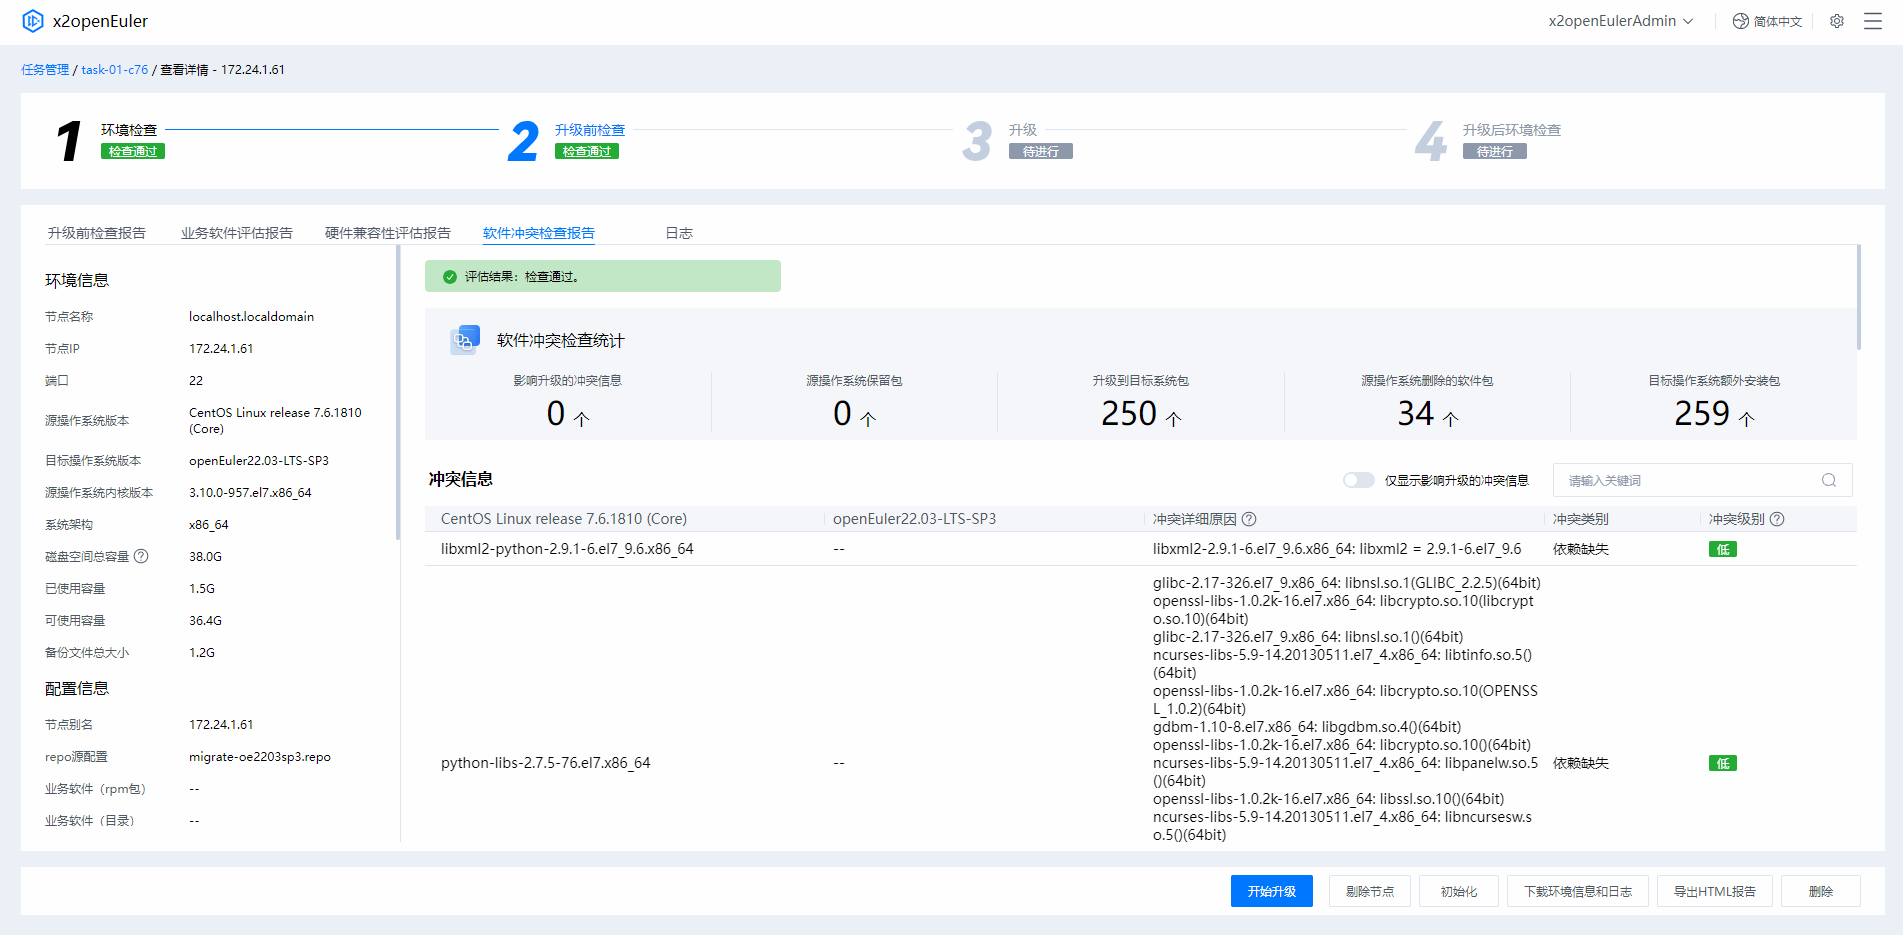 x2openEuler
x2openEulerAdmin 简体中文
任务管理 / task-01-c76 / 查看详情 - 172.24.1.61
1 环境检查 检查通过
2 升级前检查 检查通过
3 升级 待进行
4 升级后环境检查 待进行
升级前检查报告 业务软件评估报告 硬件兼容性评估报告 软件冲突检查报告 日志
环境信息
节点名称 localhost.localdomain
节点IP 172.24.1.61
端口 22
源操作系统版本 CentOS Linux release 7.6.1810
(Core)
目标操作系统版本 openEuler22.03-LTS-SP3
源操作系统内核版本 3.10.0-957.el7.x86_64
系统架构 x86_64
磁盘空间总容量 ? 38.0G
已使用容量 1.5G
可使用容量 36.4G
备份文件总大小 1.2G
配置信息
节点别名 172.24.1.61
repo源配置 migrate-oe2203sp3.repo
业务软件（rpm包） --
业务软件（目录） --
评估结果：检查通过。
软件冲突检查统计
影响升级的冲突信息 源操作系统保留包 升级到目标系统包 源操作系统删除的软件包 目标操作系统额外安装包
0 个 0 个 250 个 34 个 259 个
冲突信息 仅显示影响升级的冲突信息 请输入关键词
CentOS Linux release 7.6.1810 (Core) openEuler22.03-LTS-SP3 冲突详细原因 ? 冲突类别 冲突级别 ?
libxml2-python-2.9.1-6.el7_9.6.x86_64 -- libxml2-2.9.1-6.el7_9.6.x86_64: libxml2 = 2.9.1-6.el7_9.6 依赖缺失 低
glibc-2.17-326.el7_9.x86_64: libnsl.so.1(GLIBC_2.2.5)(64bit)
openssl-libs-1.0.2k-16.el7.x86_64: libcrypto.so.10(libcrypt
o.so.10)(64bit)
glibc-2.17-326.el7_9.x86_64: libnsl.so.1()(64bit)
ncurses-libs-5.9-14.20130511.el7_4.x86_64: libtinfo.so.5()
(64bit)
openssl-libs-1.0.2k-16.el7.x86_64: libcrypto.so.10(OPENSS
L_1.0.2)(64bit)
gdbm-1.10-8.el7.x86_64: libgdbm.so.4()(64bit)
openssl-libs-1.0.2k-16.el7.x86_64: libcrypto.so.10()(64bit)
python-libs-2.7.5-76.el7.x86_64 -- ncurses-libs-5.9-14.20130511.el7_4.x86_64: libpanelw.so.5 依赖缺失 低
()(64bit)
openssl-libs-1.0.2k-16.el7.x86_64: libssl.so.10()(64bit)
ncurses-libs-5.9-14.20130511.el7_4.x86_64: libncursesw.s
o.5()(64bit)
开始升级 剔除节点 初始化 下载环境信息和日志 导出HTML报告 删除